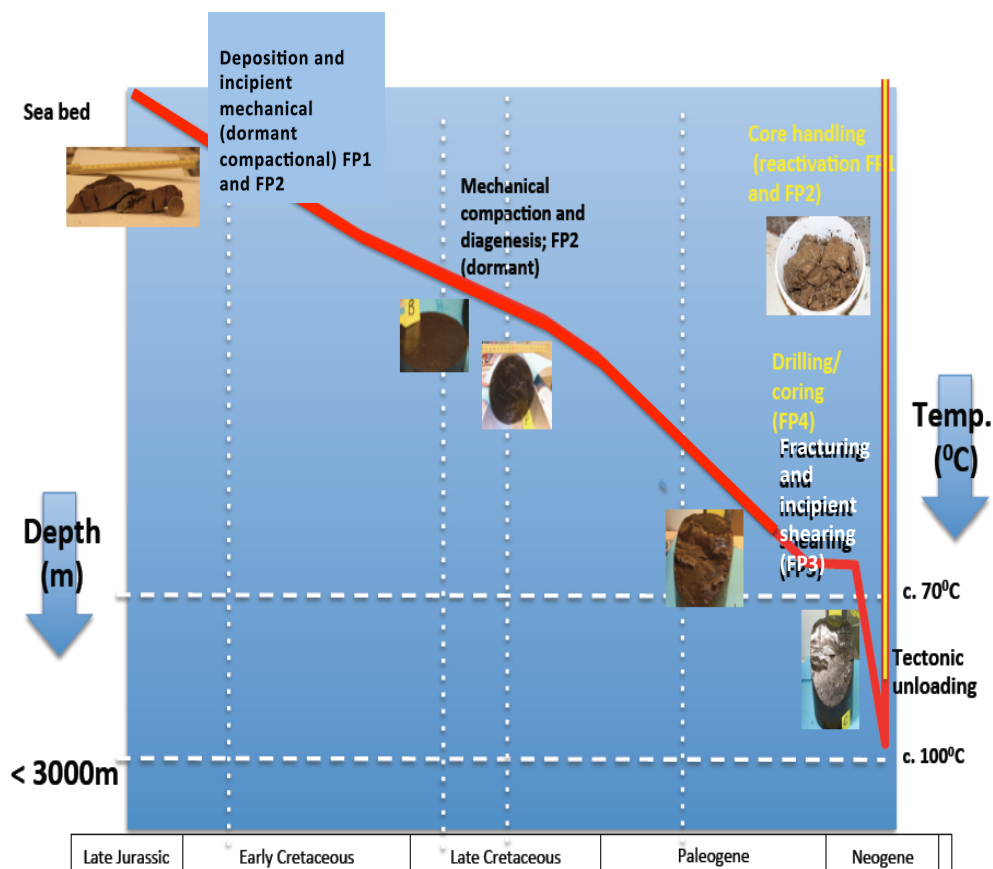 Sea bed
Deposition and
incipient
mechanical
(dormant
compactional) FP1
and FP2
Mechanical
compaction and
diagenesis; FP2
(dormant)
Core handling
(reactivation FP1
and FP2)
Drilling/
coring
(FP4)
Fracturing
and
incipient
shearing
(FP3)
Temp.
(⁰C)
Depth
(m)
c. 70⁰C
Tectonic
unloading
c. 100⁰C
< 3000m
Late Jurassic
Early Cretaceous
Late Cretaceous
Paleogene
Neogene